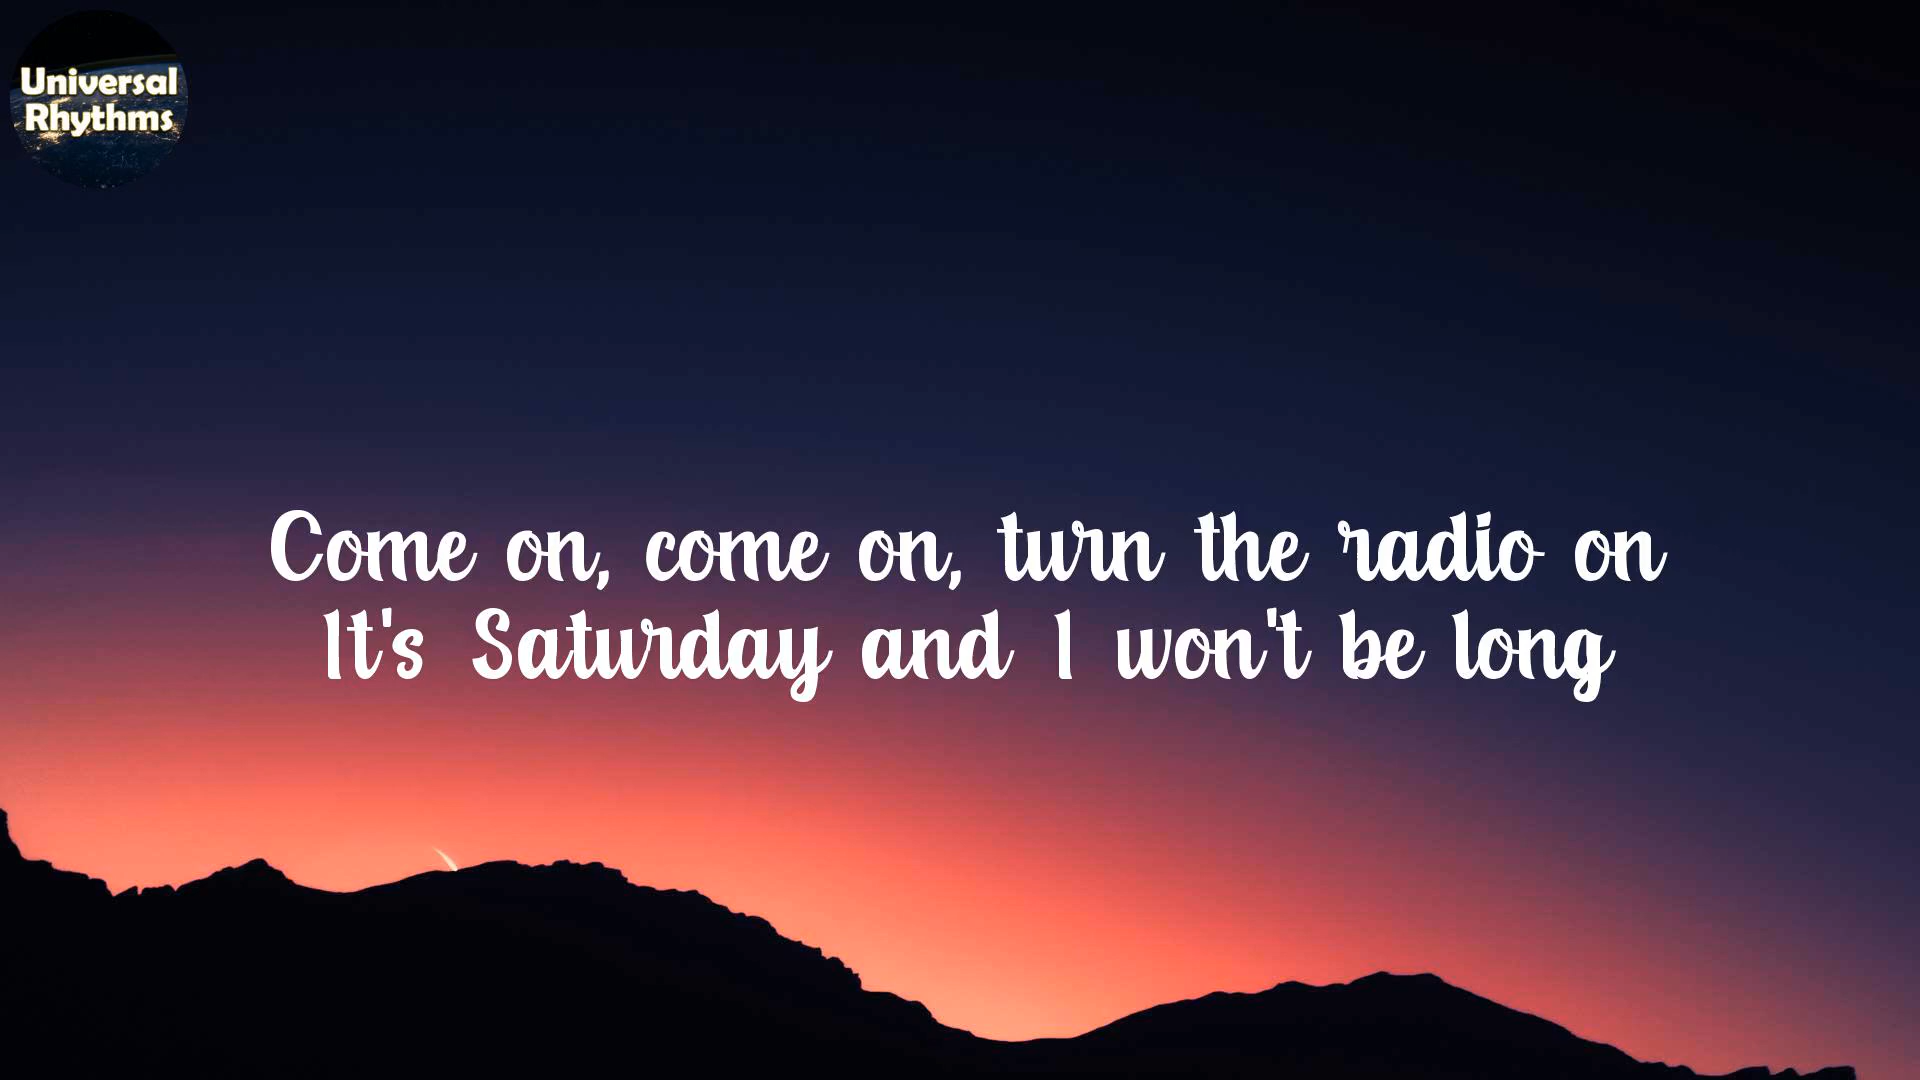 Universal
Rhythms
Come on, come on, turn the radio on
It's Saturday and I won't be long